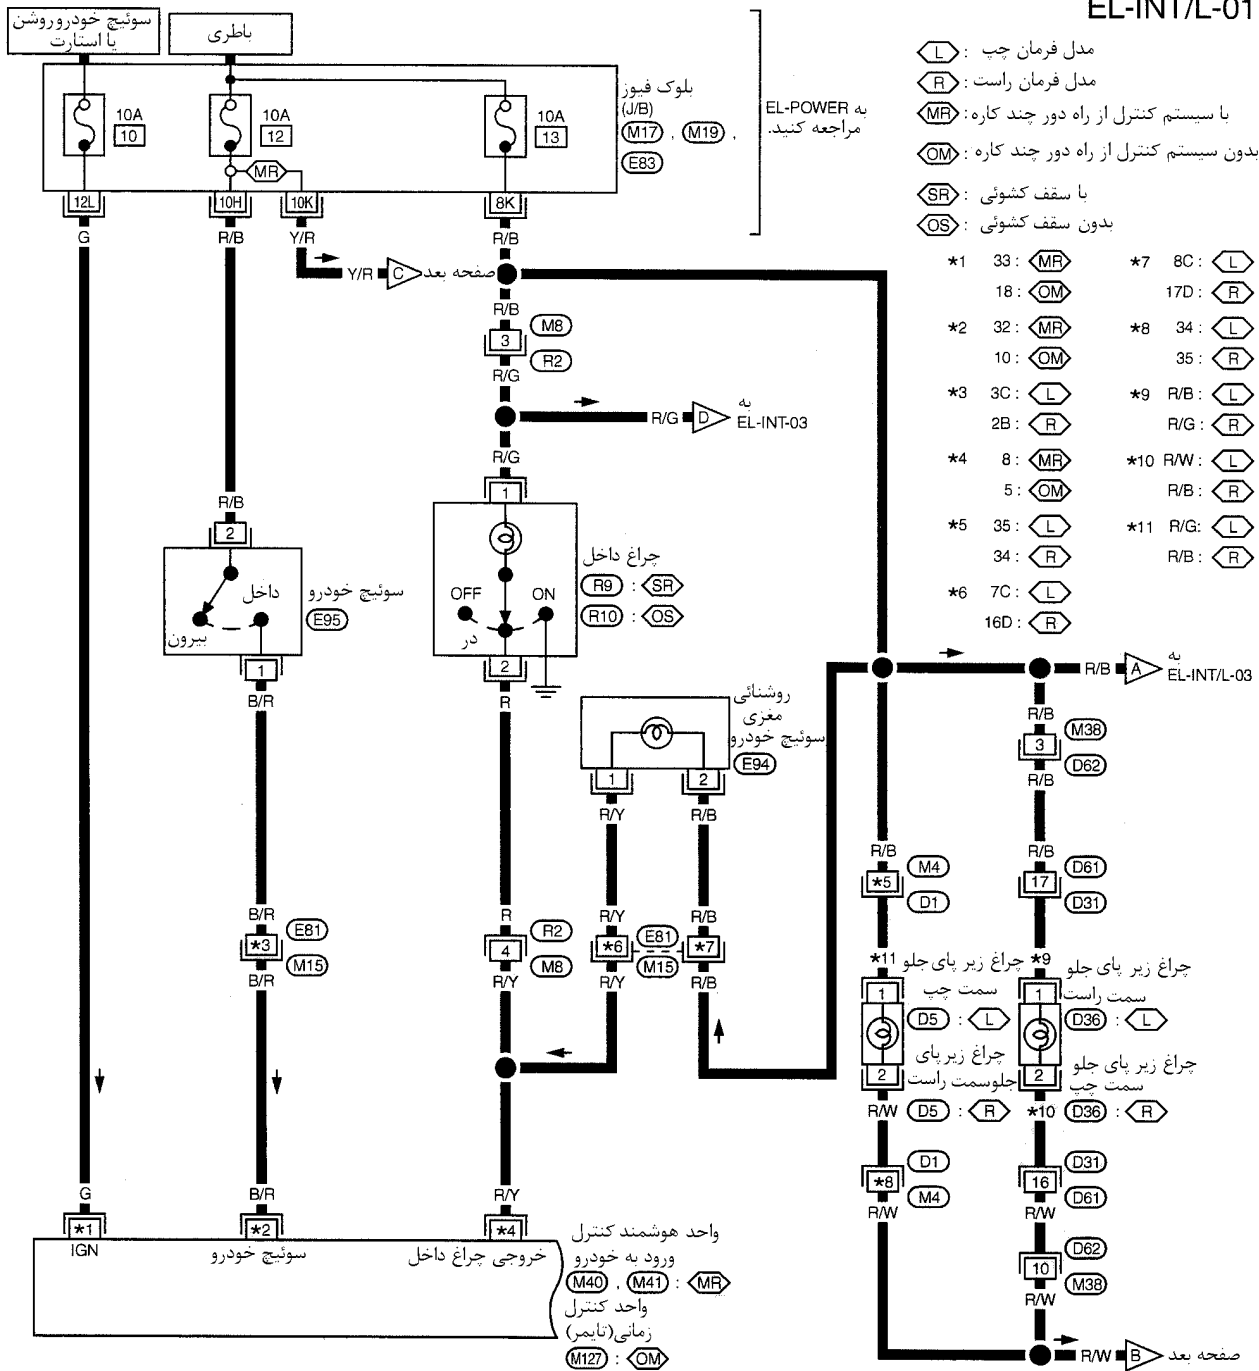 EL-INT/L-01
سوئیچ خودروروشن
یا استارت
باطری
10A
10
10A
12
MR
10A
13
بلوک فیوز
(J/B)
M17 , M19 ,
E83
به EL-POWER
مراجعه کنید.
L : مدل فرمان چپ
R : مدل فرمان راست
MR : با سیستم کنترل از راه دور چند کاره
OM : بدون سیستم کنترل از راه دور چند کاره
SR : با سقف کشوئی
OS : بدون سقف کشوئی
*1 33 : MR
18 : OM
*2 32 : MR
10 : OM
*3 3C : L
2B : R
*4 8 : MR
5 : OM
*5 35 : L
34 : R
*6 7C : L
16D : R
*7 8C : L
17D : R
*8 34 : L
35 : R
*9 R/B : L
R/G : R
*10 R/W : L
R/B : R
*11 R/G: L
R/B : R
12L
10H
10K
8K
G
R/B
Y/R
R/B
Y/R C صفحه بعد
R/B
3
M8
R2
R/G
R/G D به
EL-INT-03
R/G
1
R/B
2
داخل
بیرون
سوئیچ خودرو
E95
1
B/R
OFF
ON
در
چراغ داخل
R9 : SR
R10 : OS
2
R
روشنائی
مغزی
سوئیچ خودرو
E94
1
2
R/Y
R/B
R/B A به
EL-INT/L-03
R/B
3
M38
D62
R/B
R/B
*5
M4
D1
R/B
17
D61
D31
B/R
*3
E81
M15
B/R
R
4
R2
M8
R/Y
R/Y
*6
E81
M15
R/Y
R/B
*7
R/B
*11
چراغ زیر پای جلو
سمت چپ
1
D5 : L
2
چراغ زیر پای
جلوسمت راست
R/W
D5 : R
*9
چراغ زیر پای جلو
سمت راست
1
D36 : L
2
چراغ زیر پای جلو
سمت چپ
*10
D36 : R
*8
D1
M4
R/W
16
D31
D61
R/W
10
D62
M38
R/W
R/W B صفحه بعد
G
B/R
R/Y
*1
*2
*4
IGN
سوئیچ خودرو
خروجی چراغ داخل
واحد هوشمند کنترل
ورود به خودرو
M40 , M41 : MR
واحد کنترل
زمانی(تایمر)
M127 : OM